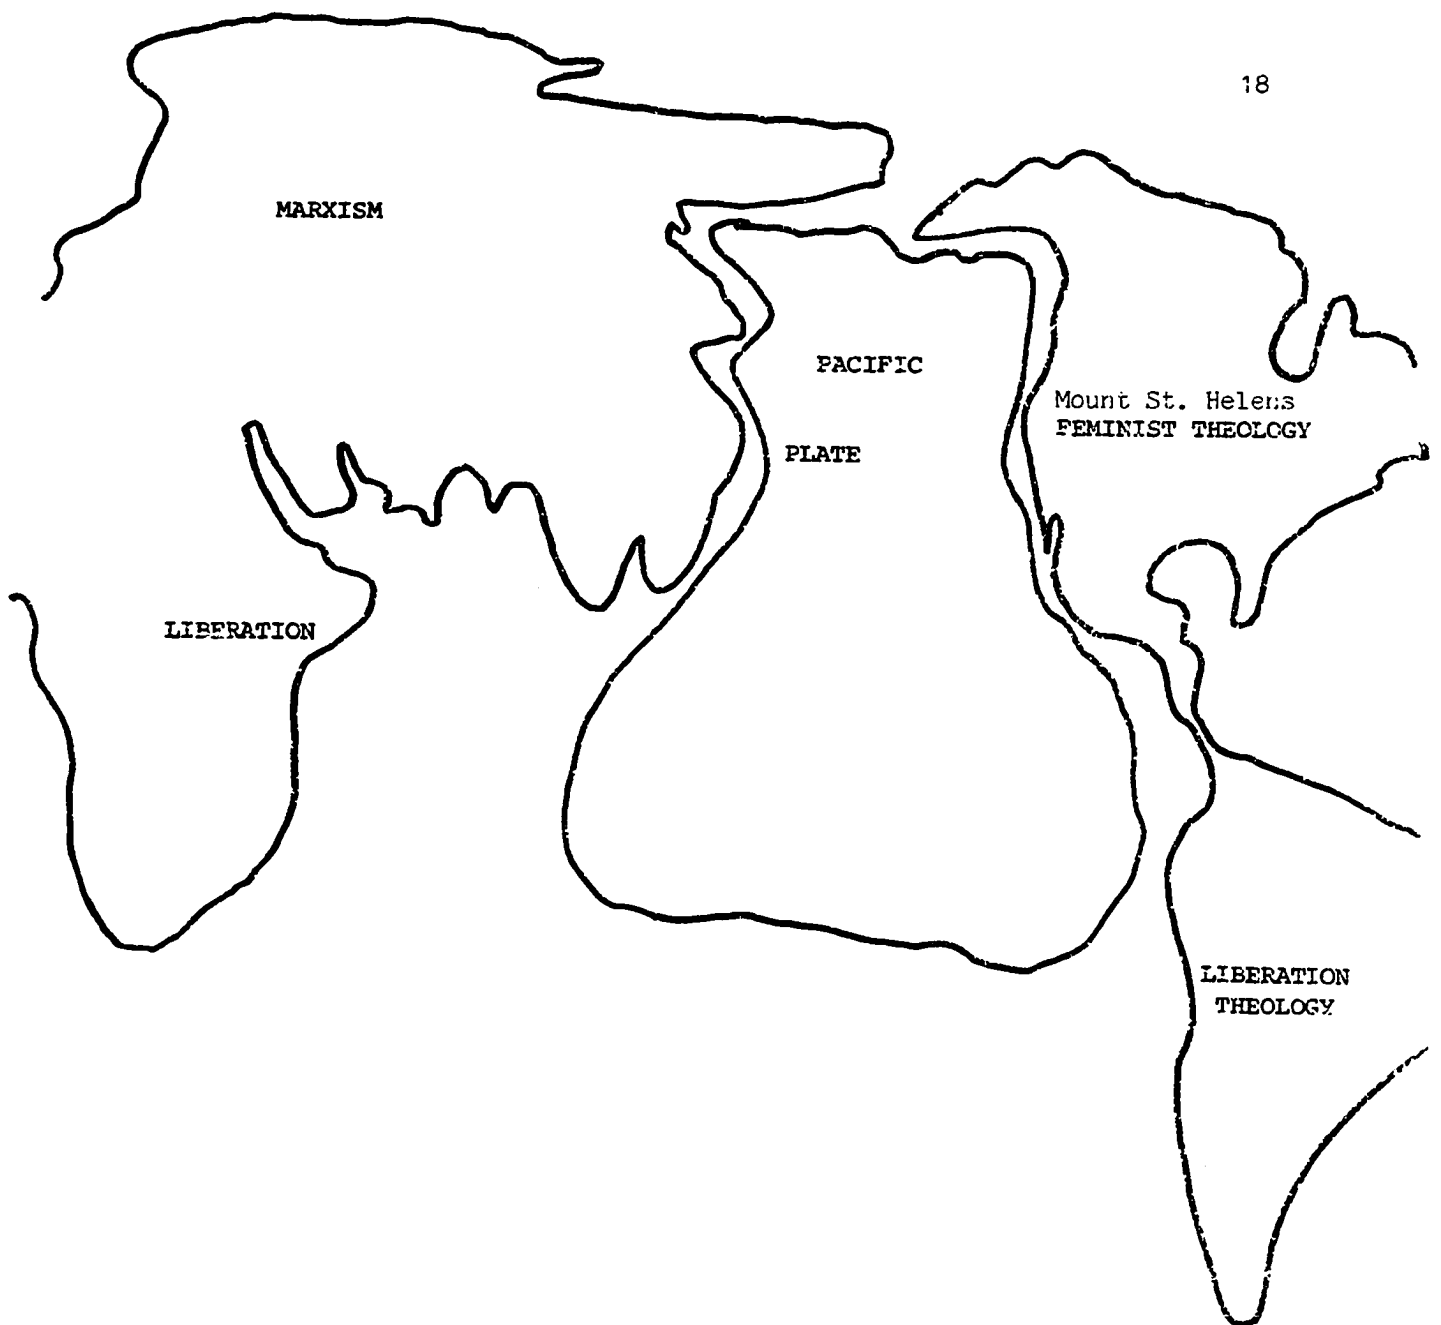 18
MARXISM
PACIFIC
Mount St. Helens
FEMINIST THEOLOGY
PLATE
LIBERATION
LIBERATION
THEOLOGY